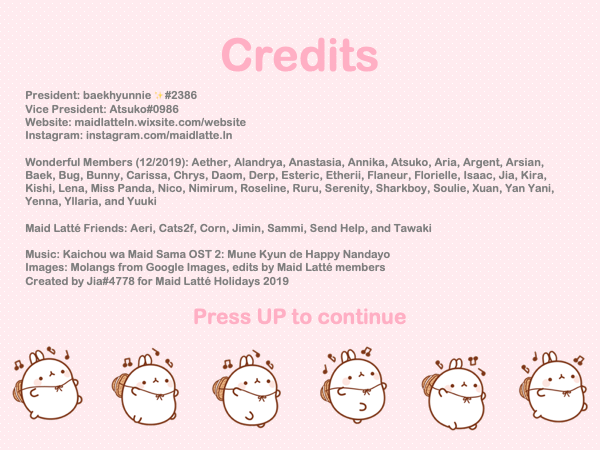 Credits
President: baekhyunnie ✨#2386
Vice President: Atsuko#0986
Website: maidlatteln.wixsite.com/website
Instagram: instagram.com/maidlatte.ln
Wonderful Members (12/2019): Aether, Alandrya, Anastasia, Annika, Atsuko, Aria, Argent, Arsian,
Baek, Bug, Bunny, Carissa, Chrys, Daom, Derp, Esteric, Etherii, Flaneur, Florielle, Isaac, Jia, Kira,
Kishi, Lena, Miss Panda, Nico, Nimirum, Roseline, Ruru, Serenity, Sharkboy, Soulie, Xuan, Yan Yani,
Yenna, Yllaria, and Yuuki
Maid Latté Friends: Aeri, Cats2f, Corn, Jimin, Sammi, Send Help, and Tawaki
Music: Kaichou wa Maid Sama OST 2: Mune Kyun de Happy Nandayo
Images: Molangs from Google Images, edits by Maid Latté members
Created by Jia#4778 for Maid Latté Holidays 2019
Press UP to continue